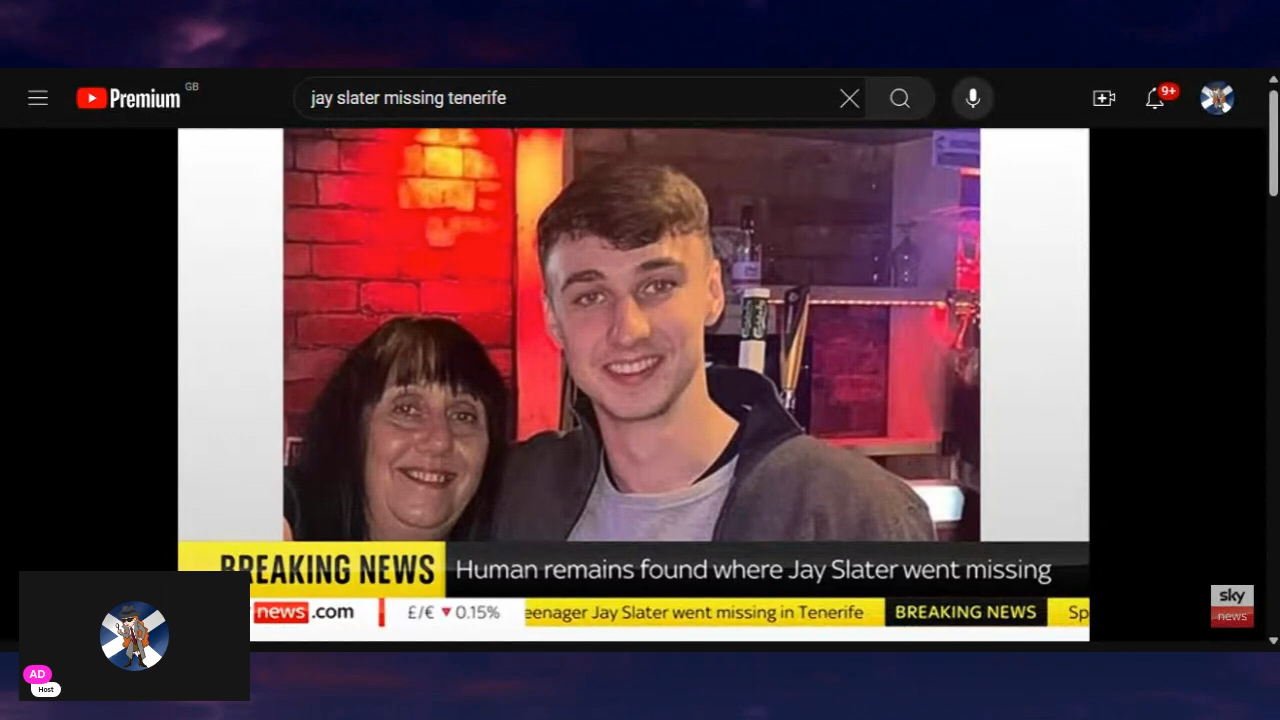 Premium GB
jay slater missing tenerife
9+
BREAKING NEWS
Human remains found where Jay Slater went missing
news.com
£/€ ▼ 0.15%
eenager Jay Slater went missing in Tenerife
BREAKING NEWS
Sp
sky
news
AD
Host